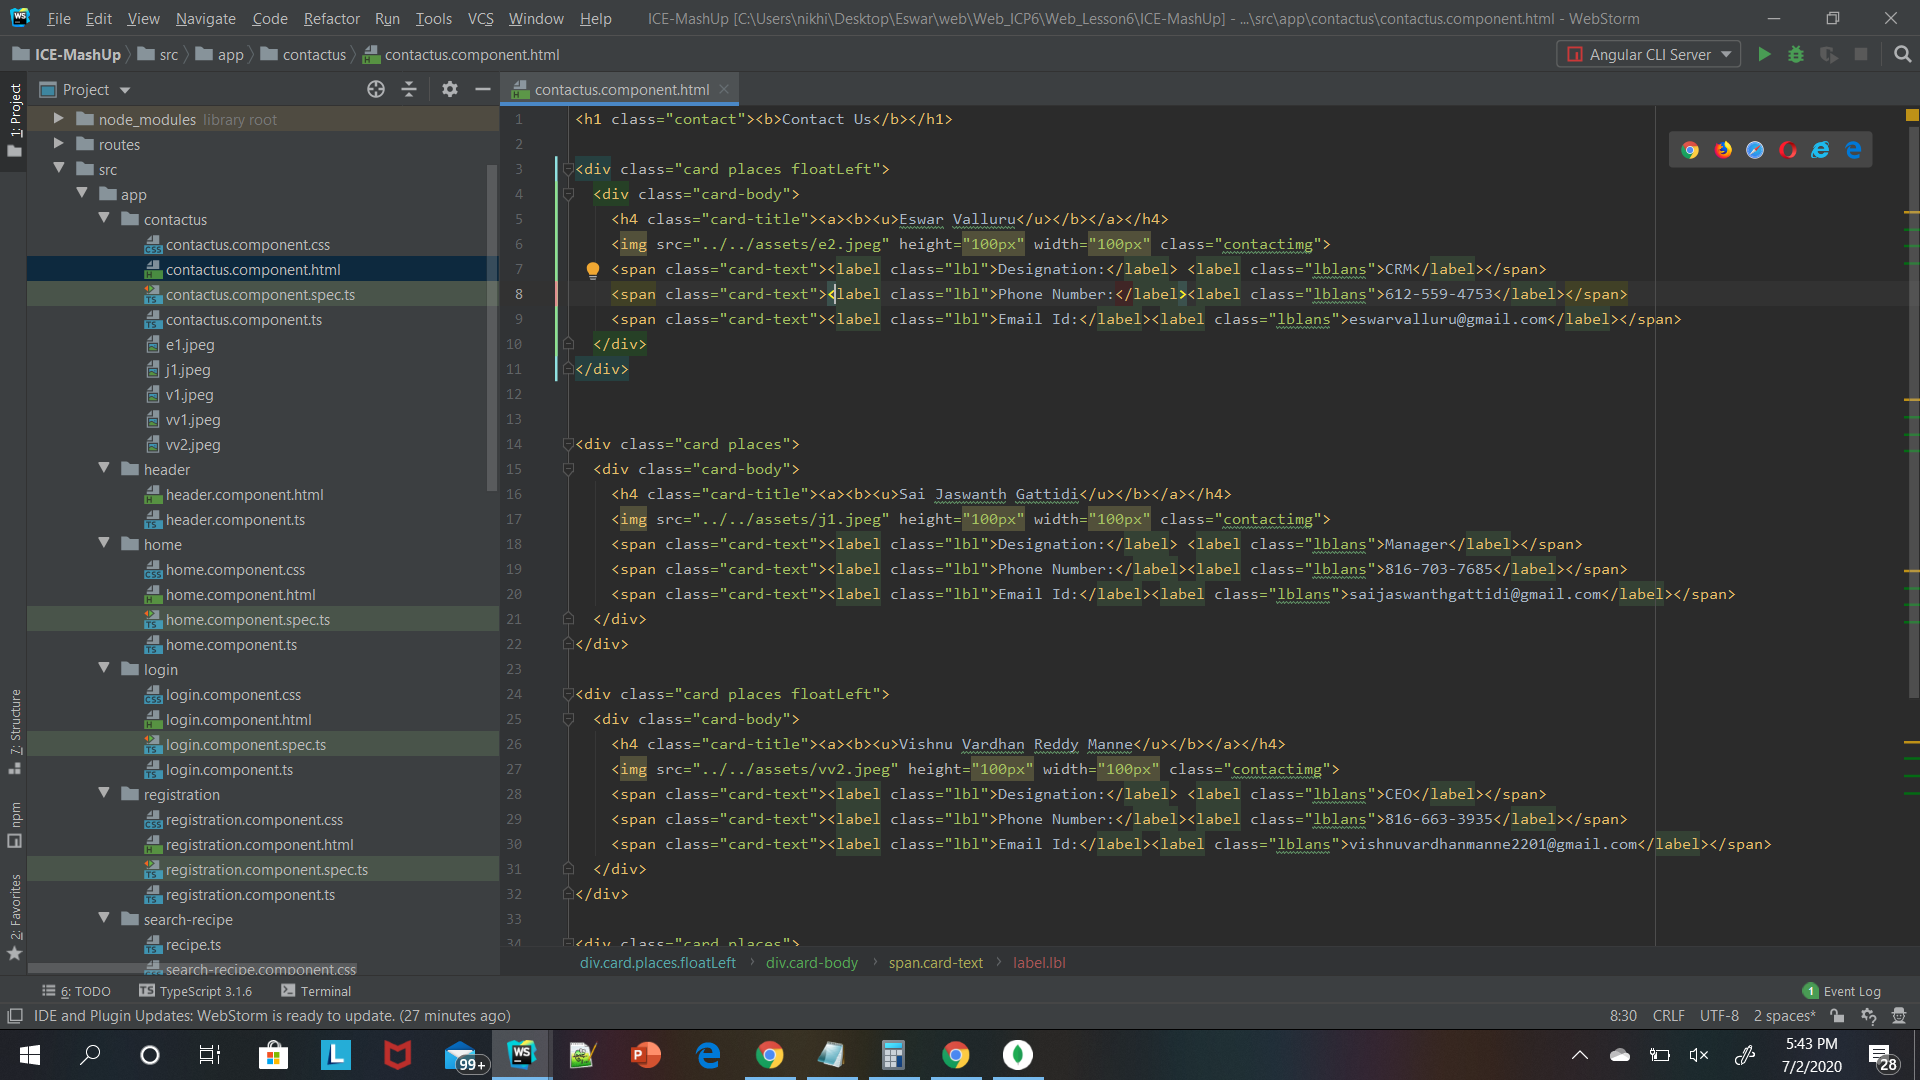 File Edit View Navigate Code Refactor Run Tools VCS Window Help ICE-MashUp [C:\Users\nikhi\Desktop\Eswar\web\Web_ICP6\Web_Lesson6\ICE-MashUp] - ...\src\app\contactus\contactus.component.html - WebStorm
ICE-MashUp src app contactus contactus.component.html Angular CLI Server
1: Project
Project
contactus.component.html
node_modules library root
routes
src
app
contactus
contactus.component.css
contactus.component.html
contactus.component.spec.ts
contactus.component.ts
e1.jpeg
j1.jpeg
v1.jpeg
vv1.jpeg
vv2.jpeg
header
header.component.html
header.component.ts
home
home.component.css
home.component.html
home.component.spec.ts
home.component.ts
login
login.component.css
login.component.html
login.component.spec.ts
login.component.ts
registration
registration.component.css
registration.component.html
registration.component.spec.ts
registration.component.ts
search-recipe
recipe.ts
search-recipe.component.css
7: Structure
npm
2: Favorites
1 <h1 class="contact"><b>Contact Us</b></h1>
2
3 <div class="card places floatLeft">
4 <div class="card-body">
5 <h4 class="card-title"><a><b><u>Eswar Valluru</u></b></a></h4>
6 <img src="../../assets/e2.jpeg" height="100px" width="100px" class="contactimg">
7 <span class="card-text"><label class="lbl">Designation:</label> <label class="lblans">CRM</label></span>
8 <span class="card-text"><label class="lbl">Phone Number:</label><label class="lblans">612-559-4753</label></span>
9 <span class="card-text"><label class="lbl">Email Id:</label><label class="lblans">eswarvalluru@gmail.com</label></span>
10 </div>
11 </div>
12
13
14 <div class="card places">
15 <div class="card-body">
16 <h4 class="card-title"><a><b><u>Sai Jaswanth Gattidi</u></b></a></h4>
17 <img src="../../assets/j1.jpeg" height="100px" width="100px" class="contactimg">
18 <span class="card-text"><label class="lbl">Designation:</label> <label class="lblans">Manager</label></span>
19 <span class="card-text"><label class="lbl">Phone Number:</label><label class="lblans">816-703-7685</label></span>
20 <span class="card-text"><label class="lbl">Email Id:</label><label class="lblans">saijaswanthgattidi@gmail.com</label></span>
21 </div>
22 </div>
23
24 <div class="card places floatLeft">
25 <div class="card-body">
26 <h4 class="card-title"><a><b><u>Vishnu Vardhan Reddy Manne</u></b></a></h4>
27 <img src="../../assets/vv2.jpeg" height="100px" width="100px" class="contactimg">
28 <span class="card-text"><label class="lbl">Designation:</label> <label class="lblans">CEO</label></span>
29 <span class="card-text"><label class="lbl">Phone Number:</label><label class="lblans">816-663-3935</label></span>
30 <span class="card-text"><label class="lbl">Email Id:</label><label class="lblans">vishnuvardhanmanne2201@gmail.com</label></span>
31 </div>
32 </div>
33
34 <div class="card places">
div.card.places.floatLeft div.card-body span.card-text label.lbl
6: TODO TypeScript 3.1.6 Terminal 1 Event Log
IDE and Plugin Updates: WebStorm is ready to update. (27 minutes ago) 8:30 CRLF UTF-8 2 spaces*
99+
5:43 PM
7/2/2020
28